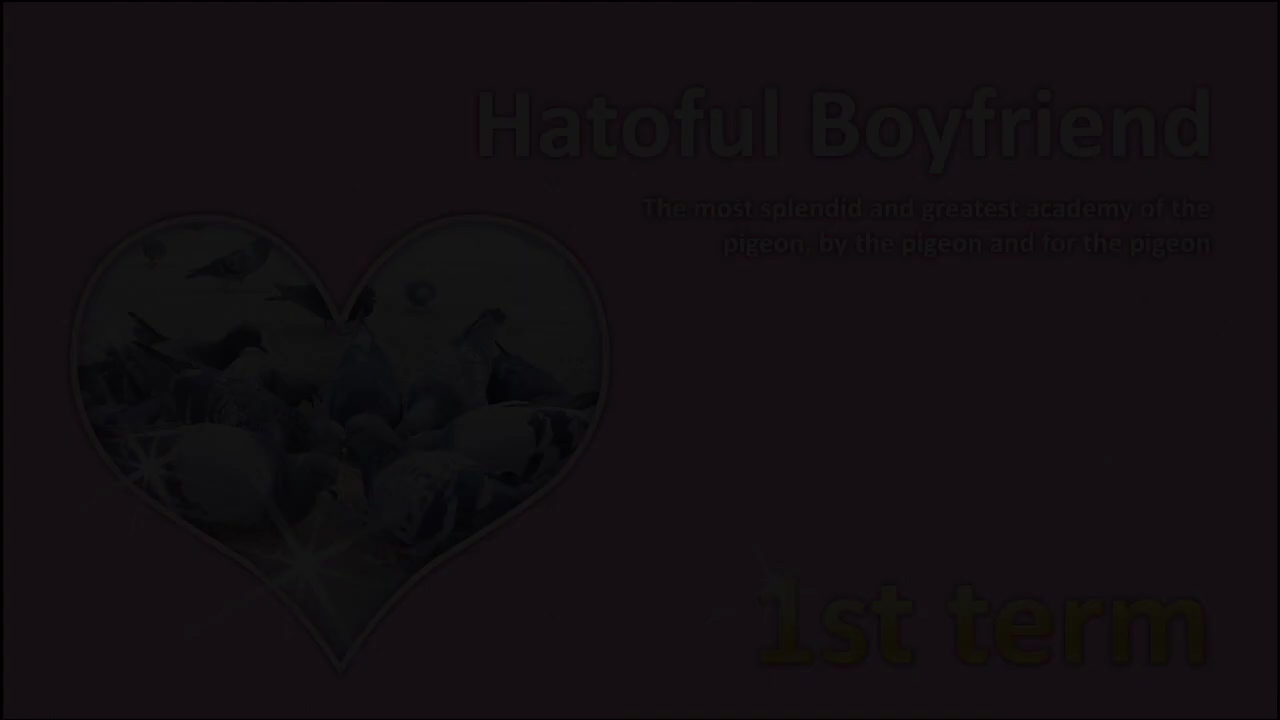 Hatoful Boyfriend
The most splendid and greatest academy of the
pigeon, by the pigeon and for the pigeon
1st term